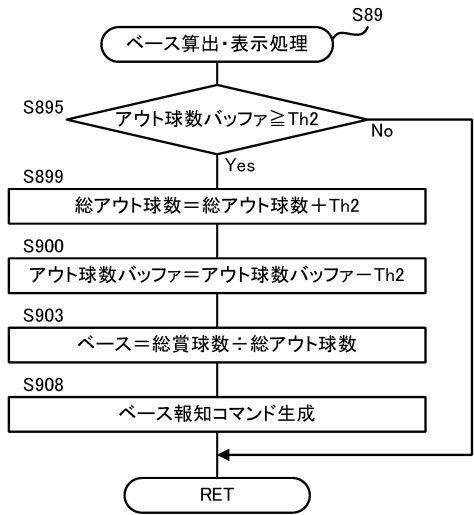 S89
ベース算出・表示処理
S895
アウト球数バッファ≧Th2
No
Yes
S899
総アウト球数＝総アウト球数＋Th2
S900
アウト球数バッファ＝アウト球数バッファ－Th2
S903
ベース＝総賞球数÷総アウト球数
S908
ベース報知コマンド生成
RET